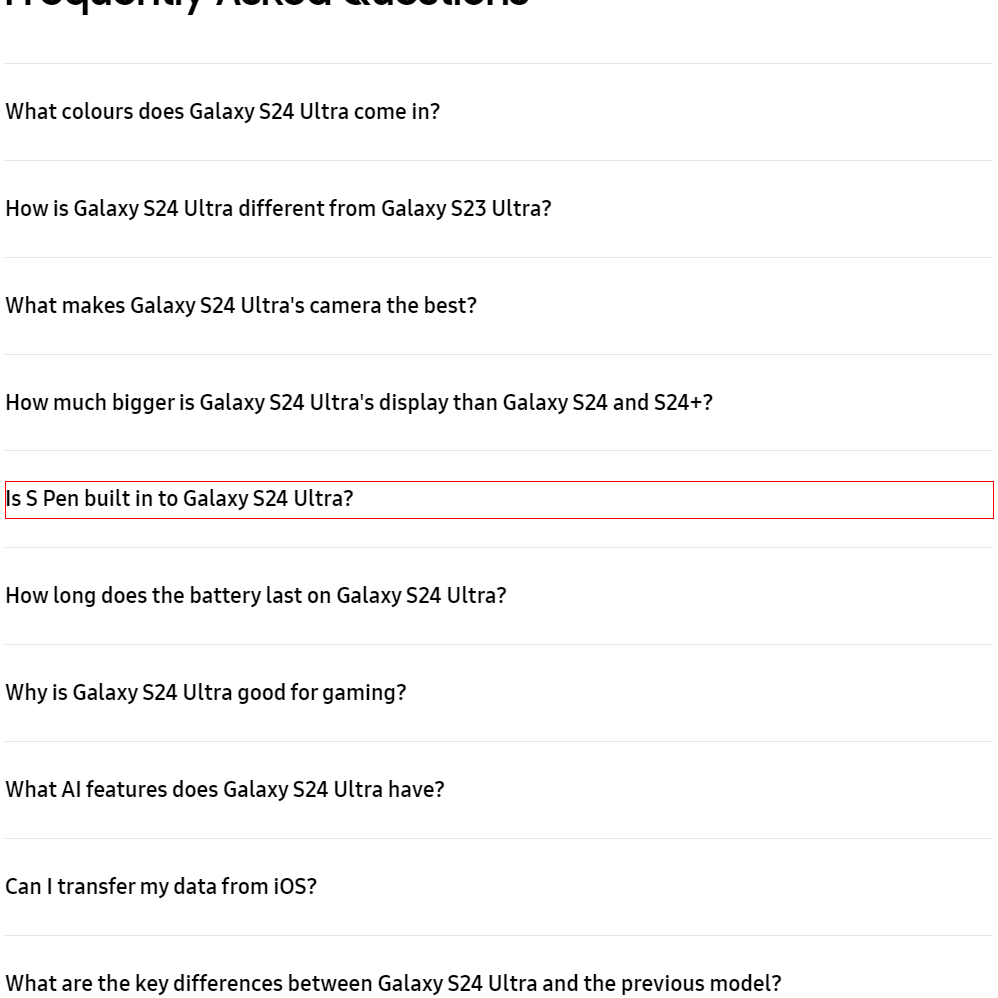 Frequently Asked Questions
What colours does Galaxy S24 Ultra come in?
How is Galaxy S24 Ultra different from Galaxy S23 Ultra?
What makes Galaxy S24 Ultra's camera the best?
How much bigger is Galaxy S24 Ultra's display than Galaxy S24 and S24+?
Is S Pen built in to Galaxy S24 Ultra?
How long does the battery last on Galaxy S24 Ultra?
Why is Galaxy S24 Ultra good for gaming?
What AI features does Galaxy S24 Ultra have?
Can I transfer my data from iOS?
What are the key differences between Galaxy S24 Ultra and the previous model?